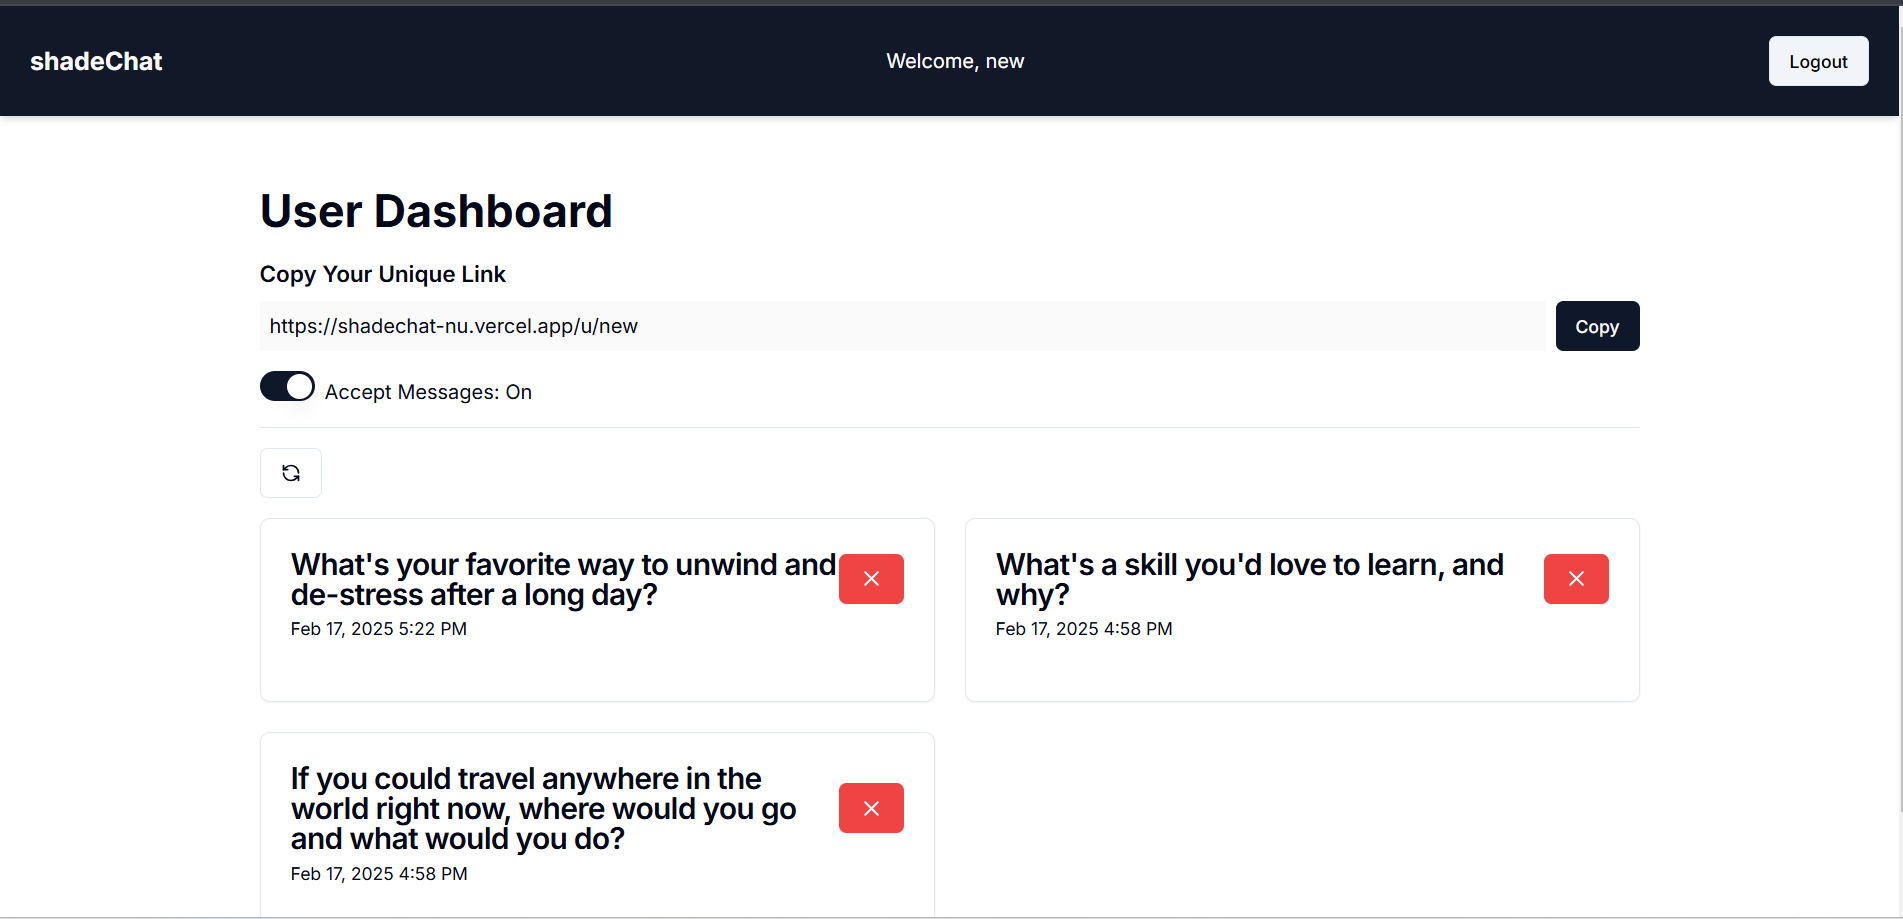 shadeChat
Welcome, new
Logout
User Dashboard
Copy Your Unique Link
https://shadechat-nu.vercel.app/u/new
Copy
Accept Messages: On
What's your favorite way to unwind and
de-stress after a long day?
Feb 17, 2025 5:22 PM
What's a skill you'd love to learn, and
why?
Feb 17, 2025 4:58 PM
If you could travel anywhere in the
world right now, where would you go
and what would you do?
Feb 17, 2025 4:58 PM